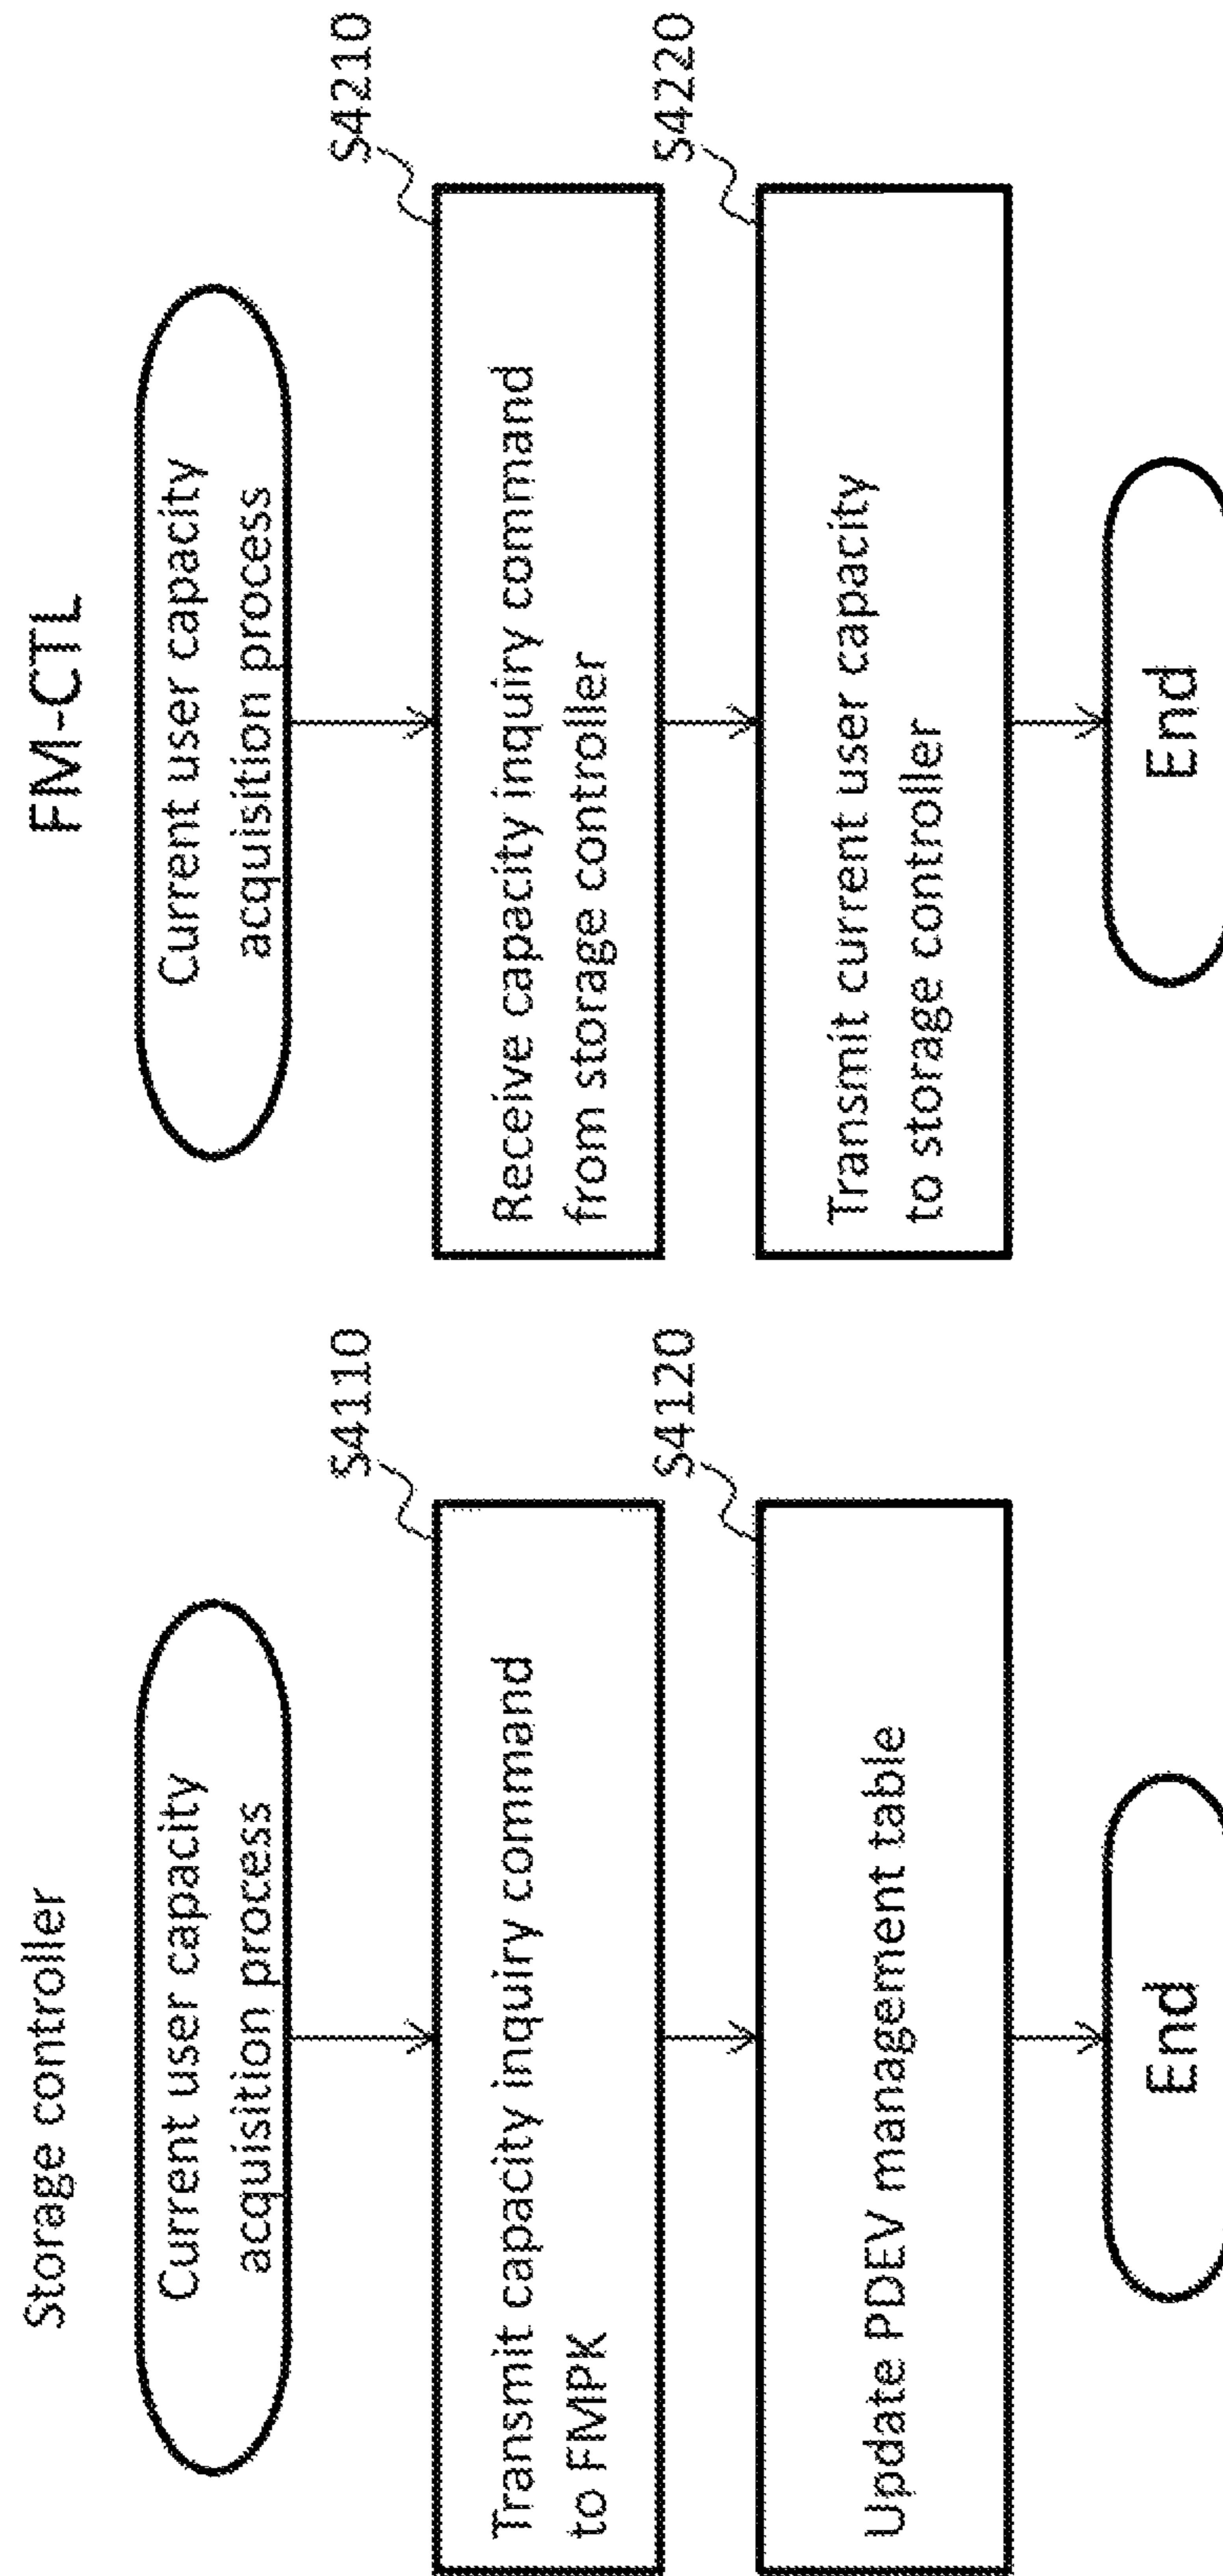 Storage controller
Current user capacity
acquisition process
S4110
Transmit capacity inquiry command
to FMPK
S4120
Update PDEV management table
End
FM-CTL
Current user capacity
acquisition process
S4210
Receive capacity inquiry command
from storage controller
S4220
Transmit current user capacity
to storage controller
End